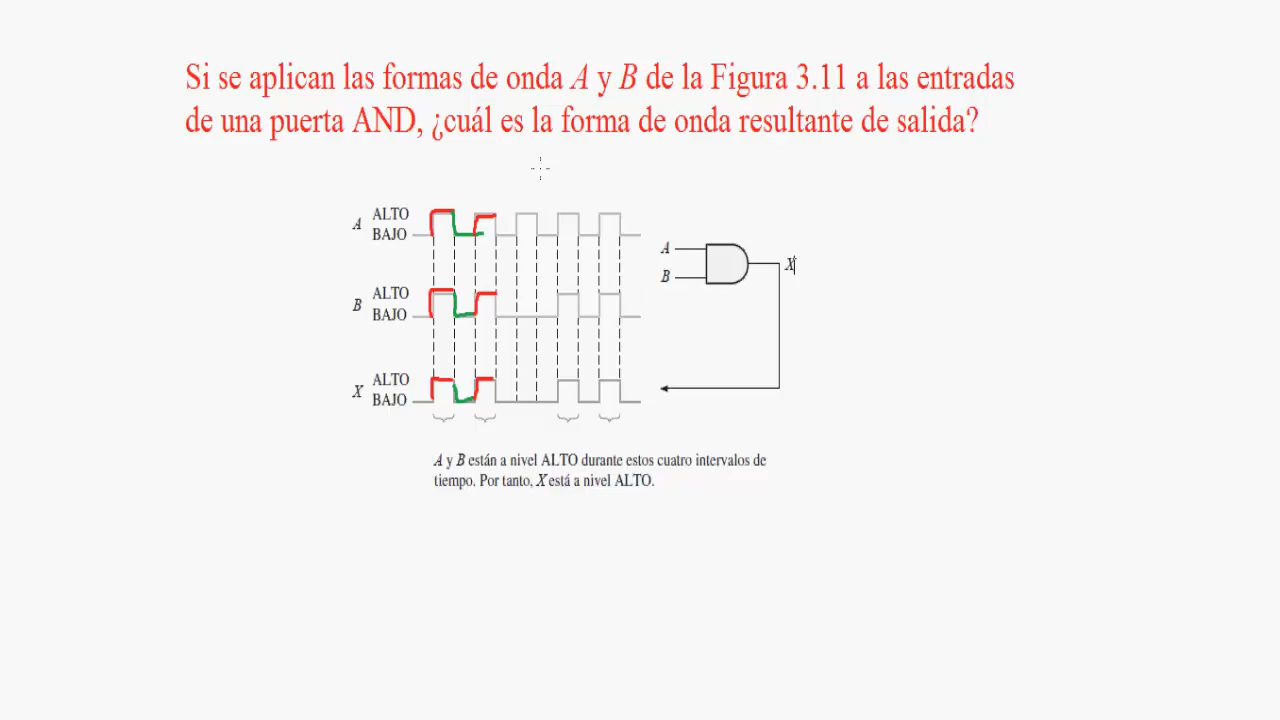 Si se aplican las formas de onda A y B de la Figura 3.11 a las entradas
de una puerta AND, ¿cuál es la forma de onda resultante de salida?
A
ALTO
BAJO
B
ALTO
BAJO
X
ALTO
BAJO
A
B
X
A y B están a nivel ALTO durante estos cuatro intervalos de
tiempo. Por tanto, X está a nivel ALTO.